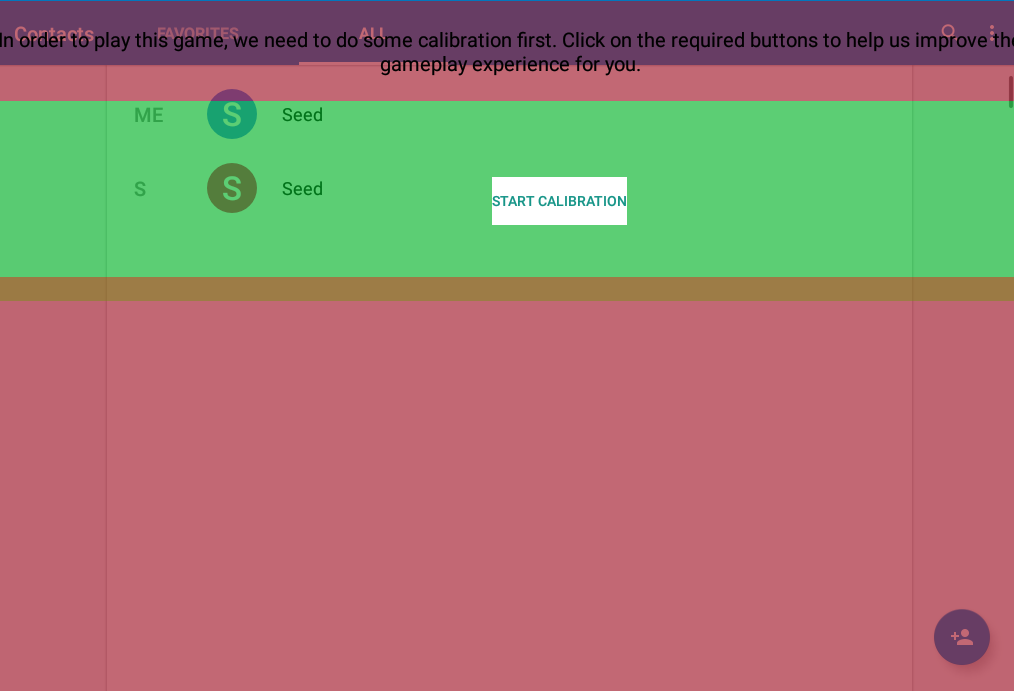 Contacts FAVORITES ALL
In order to play this game, we need to do some calibration first. Click on the required buttons to help us improve the
gameplay experience for you.
ME S Seed
S S Seed
START CALIBRATION